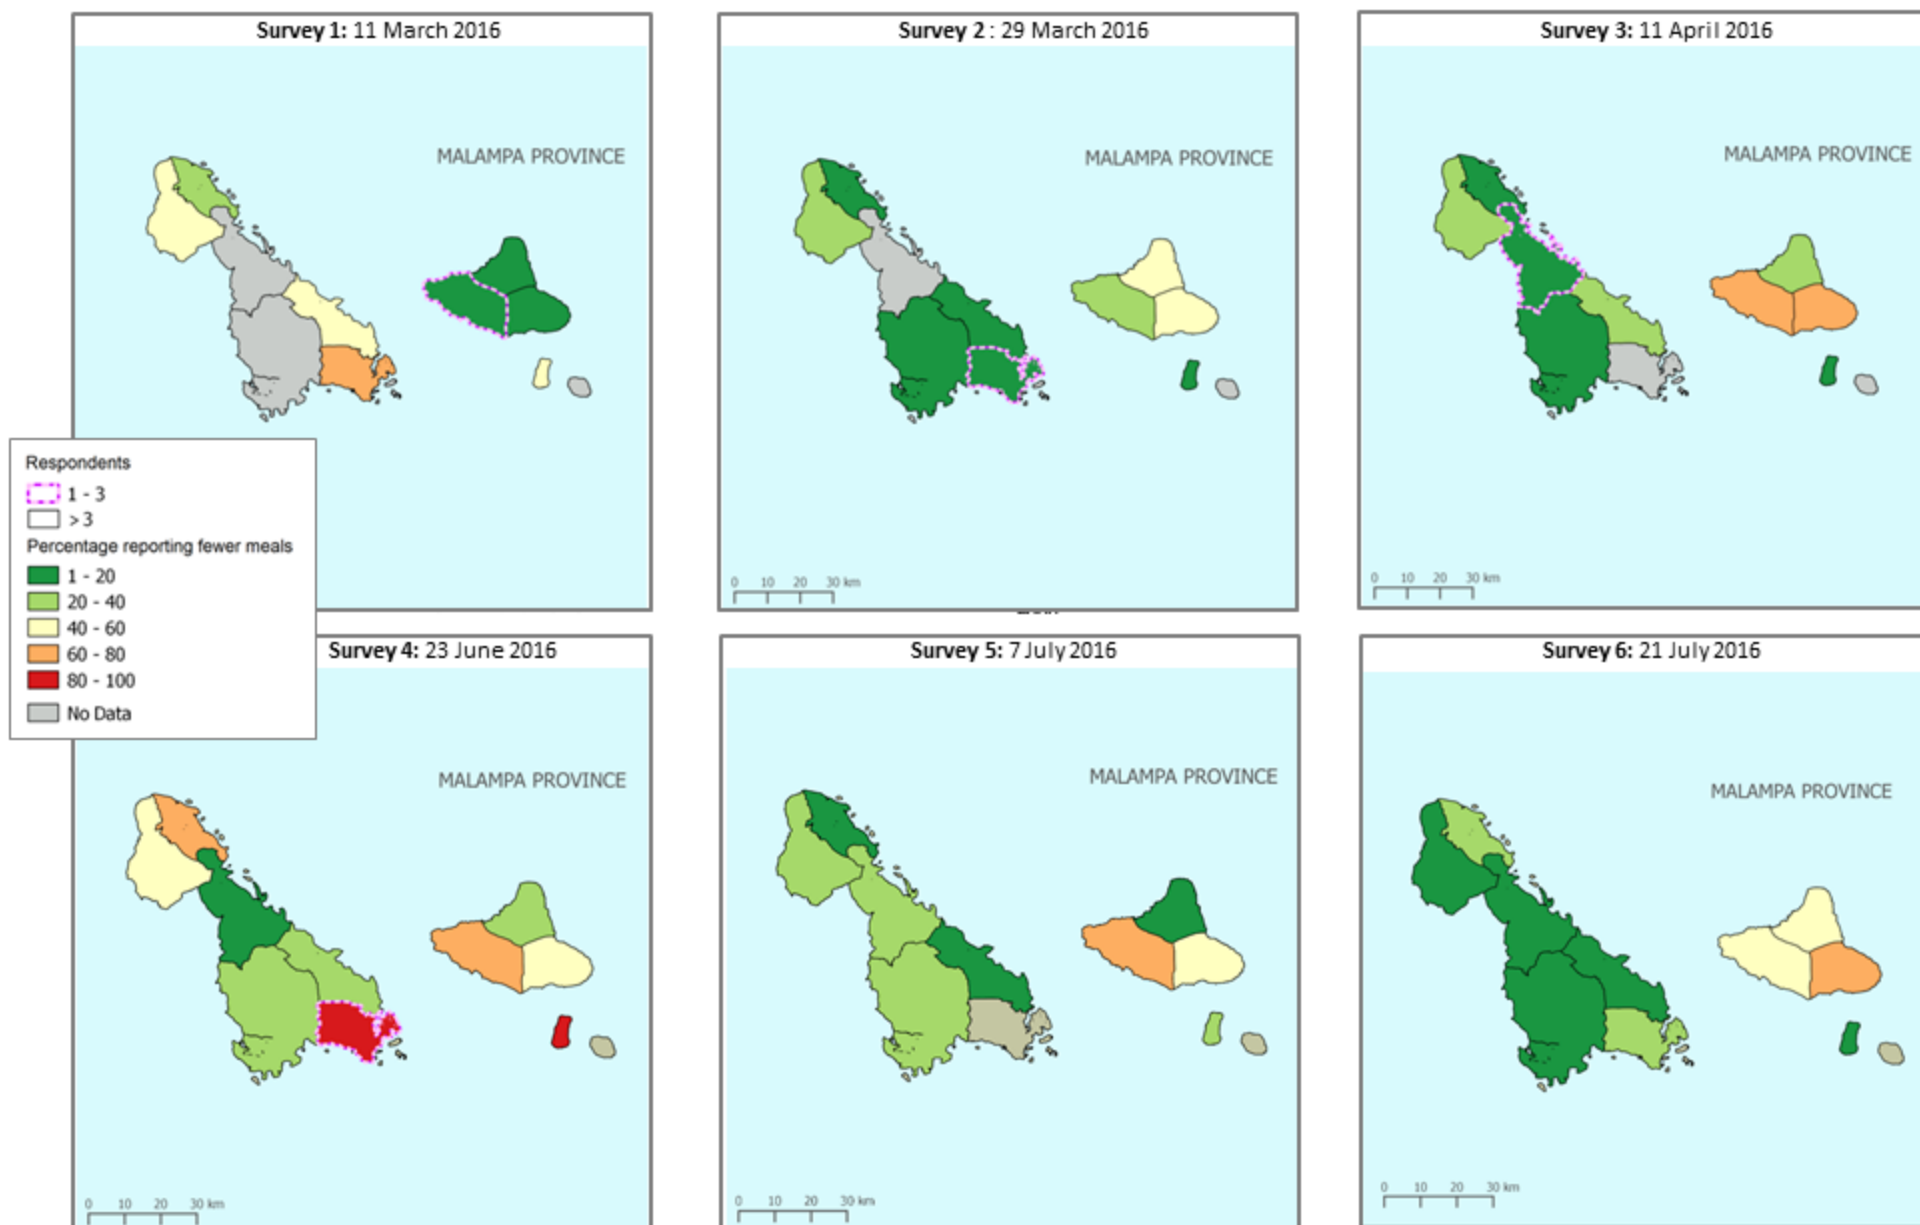 Survey 1: 11 March 2016
MALAMPA PROVINCE
Survey 2 : 29 March 2016
MALAMPA PROVINCE
0 10 20 30 km
Survey 3: 11 April 2016
MALAMPA PROVINCE
0 10 20 30 km
Respondents
1 - 3
> 3
Percentage reporting fewer meals
1 - 20
20 - 40
40 - 60
60 - 80
80 - 100
No Data
Survey 4: 23 June 2016
MALAMPA PROVINCE
0 10 20 30 km
Survey 5: 7 July 2016
MALAMPA PROVINCE
0 10 20 30 km
Survey 6: 21 July 2016
MALAMPA PROVINCE
0 10 20 30 km